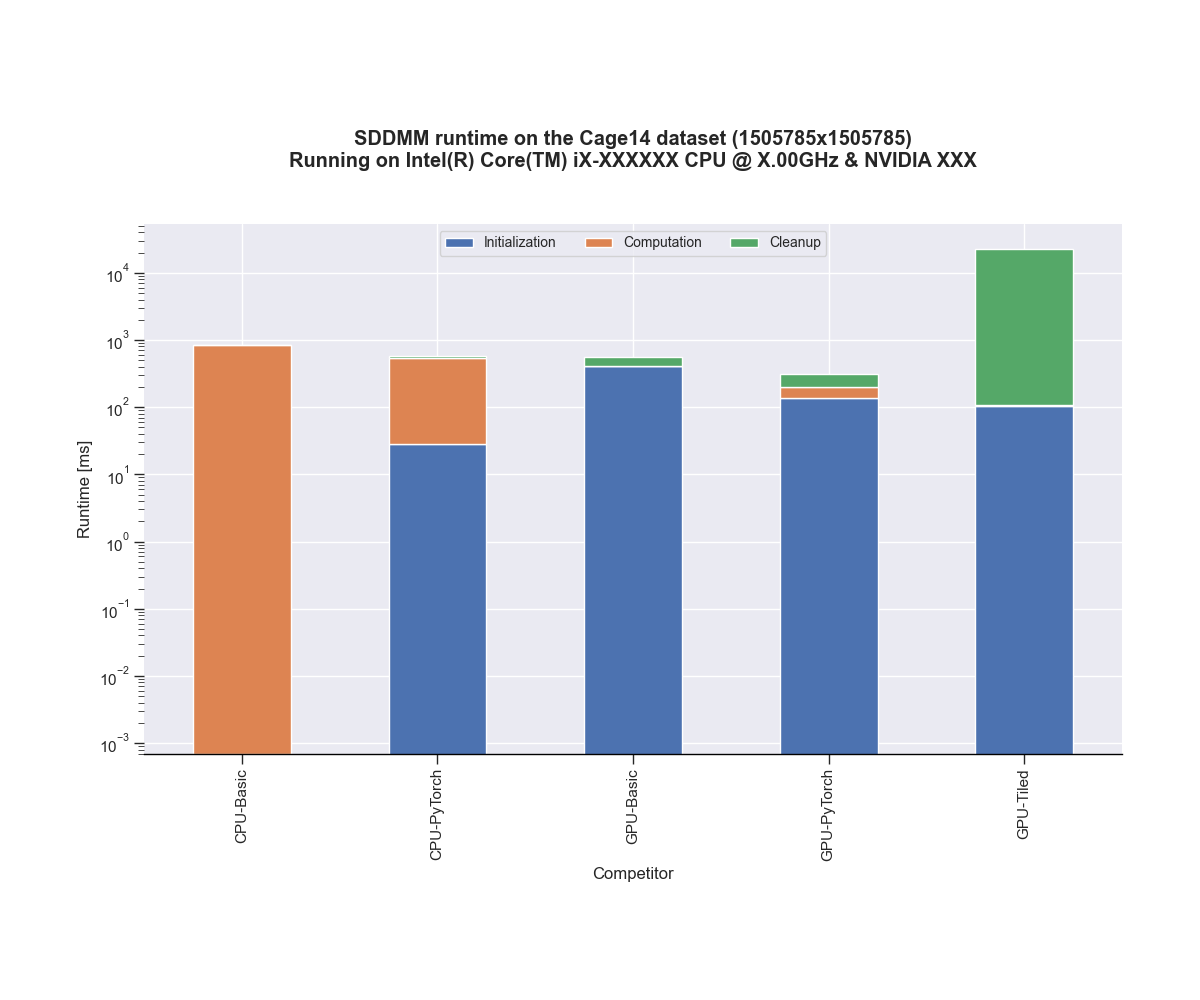 SDDMM runtime on the Cage14 dataset (1505785x1505785)
Running on Intel(R) Core(TM) iX-XXXXXX CPU @ X.00GHz & NVIDIA XXX
Initialization Computation Cleanup
10^4
10^3
10^2
10^1
10^0
10^−1
10^−2
10^−3
Runtime [ms]
CPU-Basic
CPU-PyTorch
GPU-Basic
GPU-PyTorch
GPU-Tiled
Competitor